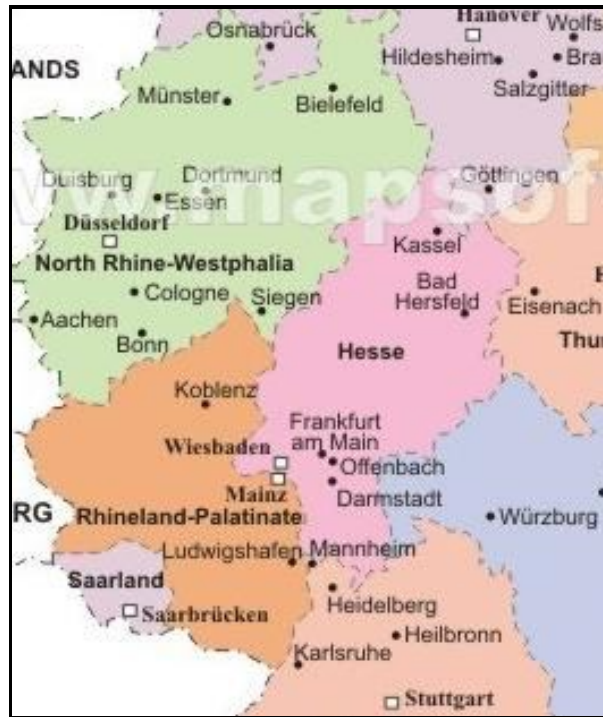 Hanover
Osnabrück
Wolfs
Hildesheim
Bra
ANDS
Salzgitter
Münster
Bielefeld
Göttingen
Duisburg
Dortmund
Essen
w.mapsof
Düsseldorf
Kassel
North Rhine-Westphalia
Bad
Hersfeld
Cologne
Siegen
Eisenach
Aachen
Bonn
Thur
Hesse
Koblenz
Frankfurt
am Main
Wiesbaden
Offenbach
Mainz
Darmstadt
RG
Rhineland-Palatinate
Würzburg
Ludwigshafen
Mannheim
Saarland
Saarbrücken
Heidelberg
Heilbronn
Karlsruhe
Stuttgart